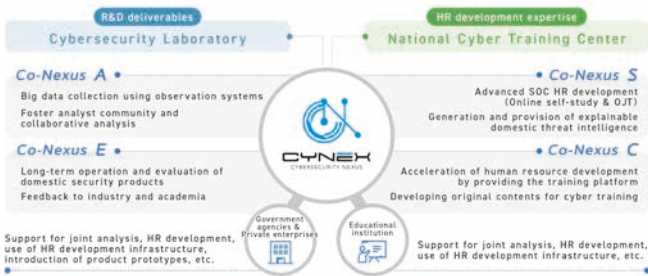 R&D deliverables
Cybersecurity Laboratory
HR development expertise
National Cyber Training Center
Co-Nexus A
Big data collection using observation systems
Foster analyst community and
collaborative analysis
Co-Nexus S
Advanced SOC HR development
(Online self-study & OJT)
Generation and provision of explainable
domestic threat intelligence
CYNEX
CYBERSECURITY NEXUS
Co-Nexus E
Long-term operation and evaluation of
domestic security products
Feedback to industry and academia
Co-Nexus C
Acceleration of human resource development
by providing the training platform
Developing original contents for cyber training
Government
agencies &
Private enterprises
Educational
institution
Support for joint analysis, HR development,
use of HR development infrastructure,
introduction of product prototypes, etc.
Support for joint analysis, HR development,
use of HR development infrastructure, etc.